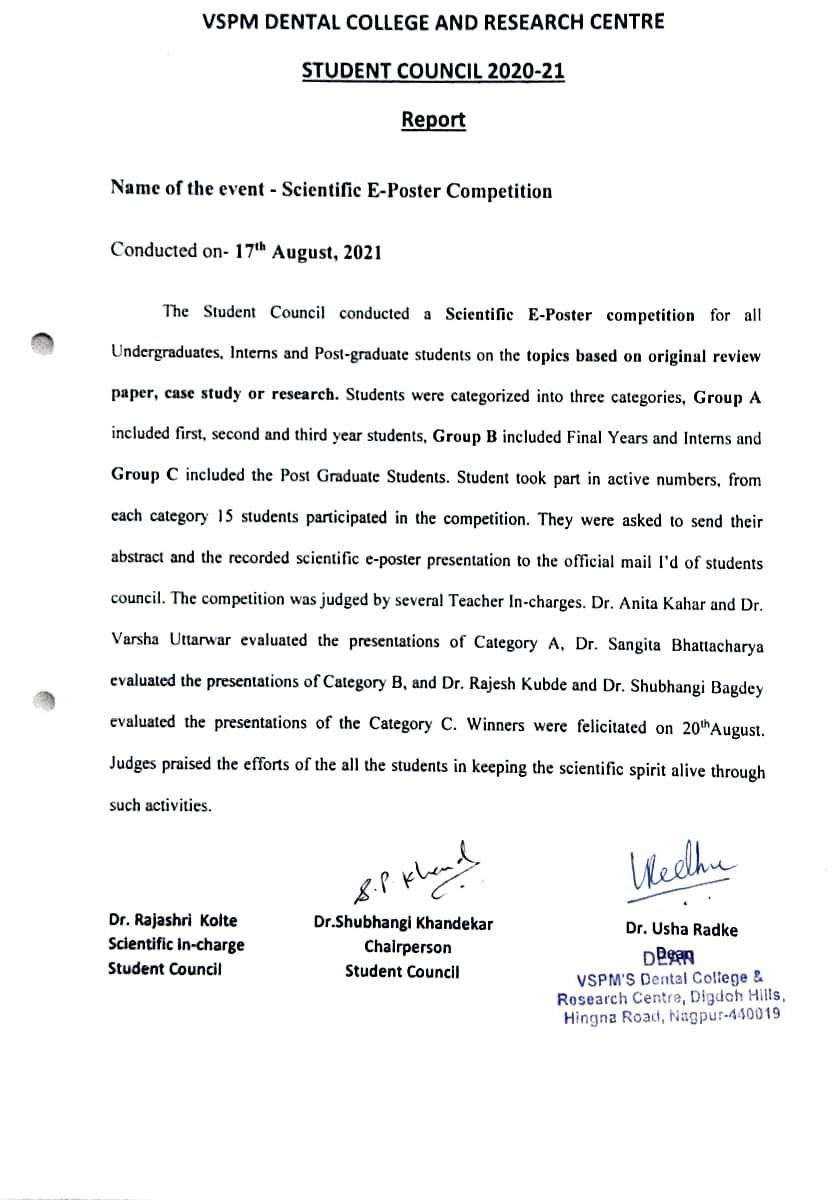 VSPM DENTAL COLLEGE AND RESEARCH CENTRE
STUDENT COUNCIL 2020-21
Report
Name of the event - Scientific E-Poster Competition
Conducted on- 17th August, 2021
The Student Council conducted a Scientific E-Poster competition for all
Undergraduates, Interns and Post-graduate students on the topics based on original review
paper, case study or research. Students were categorized into three categories, Group A
included first, second and third year students, Group B included Final Years and Interns and
Group C included the Post Graduate Students. Student took part in active numbers, from
each category 15 students participated in the competition. They were asked to send their
abstract and the recorded scientific e-poster presentation to the official mail I'd of students
council. The competition was judged by several Teacher In-charges. Dr. Anita Kahar and Dr.
Varsha Uttarwar evaluated the presentations of Category A, Dr. Sangita Bhattacharya
evaluated the presentations of Category B, and Dr. Rajesh Kubde and Dr. Shubhangi Bagdey
evaluated the presentations of the Category C. Winners were felicitated on 20thAugust.
Judges praised the efforts of the all the students in keeping the scientific spirit alive through
such activities.
S.P. Khand
Dr. Rajashri Kolte
Scientific in-charge
Student Council
Dr.Shubhangi Khandekar
Chairperson
Student Council
Dr. Usha Radke
Dean
DEAN
VSPM'S Dental College &
Research Centre, Digdoh Hills,
Hingna Road, Nagpur-440019